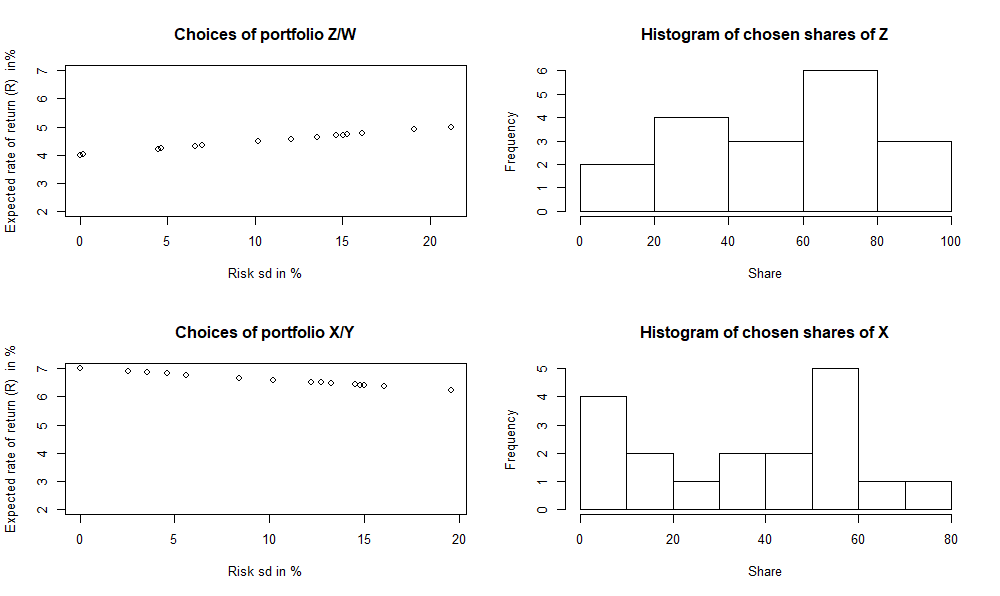 Choices of portfolio Z/W
Expected rate of return (R)  in%
7
6
5
4
3
2
0 5 10 15 20
Risk sd in %
Histogram of chosen shares of Z
Frequency
6
5
4
3
2
1
0
0 20 40 60 80 100
Share
Choices of portfolio X/Y
Expected rate of return (R)  in %
7
6
5
4
3
2
0 5 10 15 20
Risk sd in %
Histogram of chosen shares of X
Frequency
5
4
3
2
1
0
0 20 40 60 80
Share